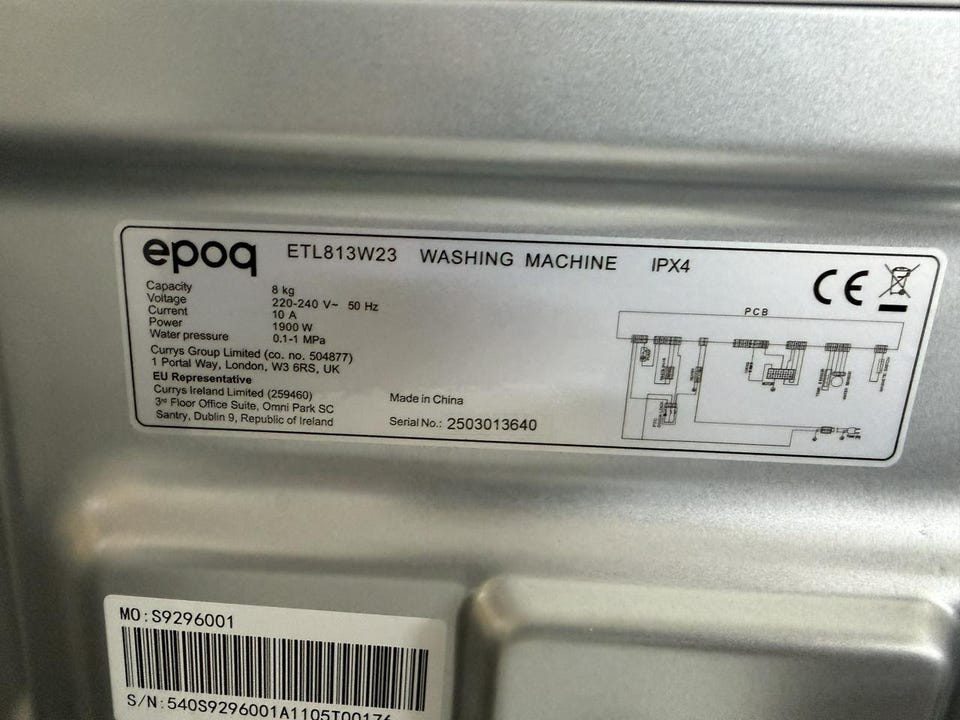 epoq ETL813W23 WASHING MACHINE IPX4
Capacity 8 kg
Voltage 220-240 V~ 50 Hz
Current 10 A
Power 1900 W
Water pressure 0.1-1 MPa
Currys Group Limited (co. no. 504877)
1 Portal Way, London, W3 6RS, UK
EU Representative
Currys Ireland Limited (259460)
3rd Floor Office Suite, Omni Park SC
Santry, Dublin 9, Republic of Ireland
Made in China
Serial No.: 2503013640
CE
PCB
MO:S9296001
S/N:540S9296001A1105T00176